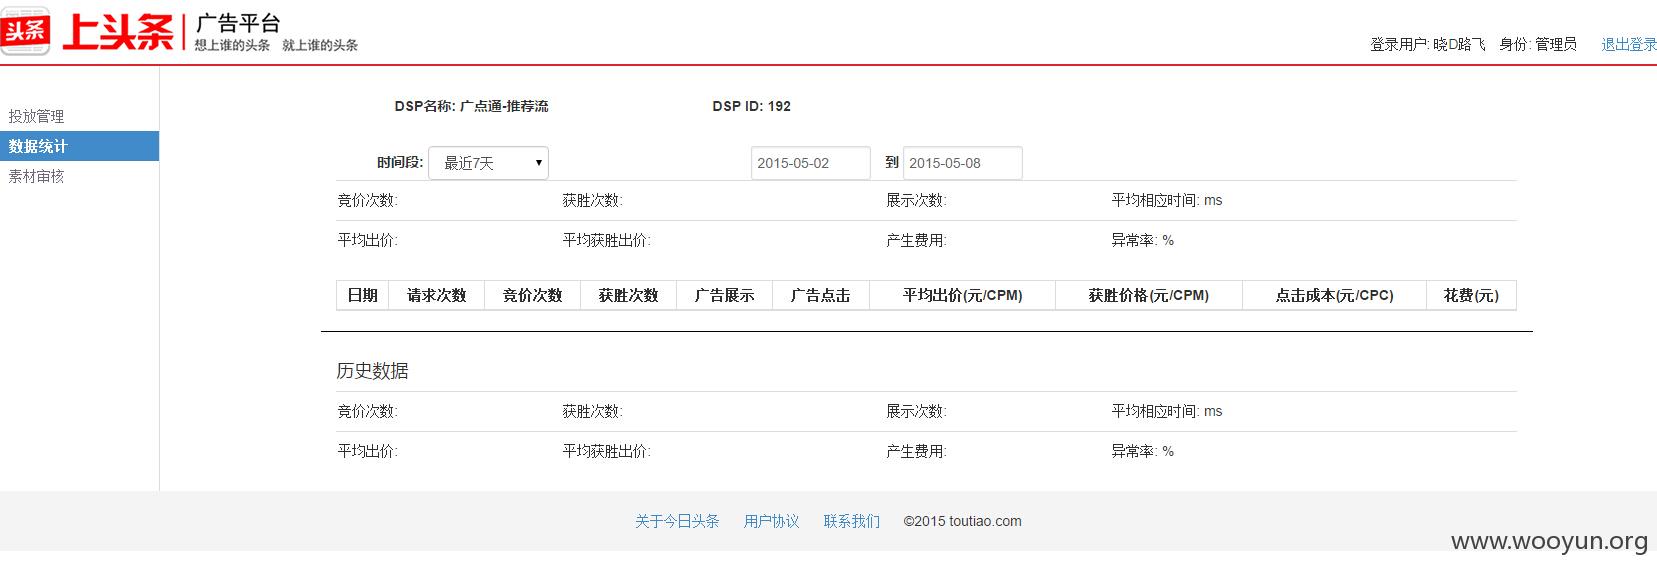 头条 上头条 广告平台
想上谁的头条 就上谁的头条
登录用户: 晓D路飞 身份: 管理员 退出登录
投放管理
数据统计
素材审核
DSP名称: 广点通-推荐流 DSP ID: 192
时间段: 最近7天 2015-05-02 到 2015-05-08
竞价次数: 获胜次数: 展示次数: 平均相应时间: ms
平均出价: 平均获胜出价: 产生费用: 异常率: %
日期 请求次数 竞价次数 获胜次数 广告展示 广告点击 平均出价(元/CPM) 获胜价格(元/CPM) 点击成本(元/CPC) 花费(元)
历史数据
竞价次数: 获胜次数: 展示次数: 平均相应时间: ms
平均出价: 平均获胜出价: 产生费用: 异常率: %
关于今日头条 用户协议 联系我们 ©2015 toutiao.com
www.wooyun.org